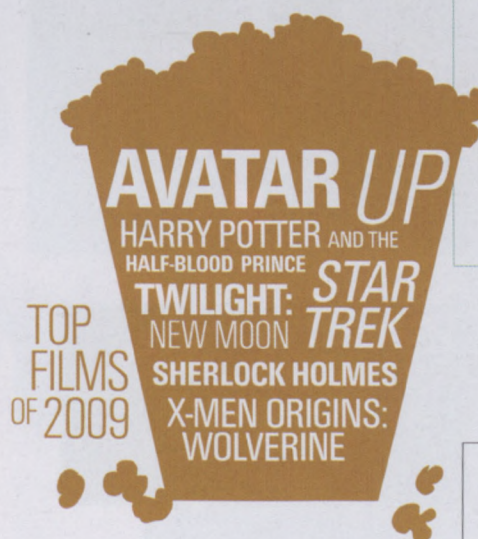 AVATAR UP
HARRY POTTER AND THE
HALF-BLOOD PRINCE
TWILIGHT:
NEW MOON
STAR
TREK
SHERLOCK HOLMES
X-MEN ORIGINS:
WOLVERINE
TOP
FILMS
OF 2009